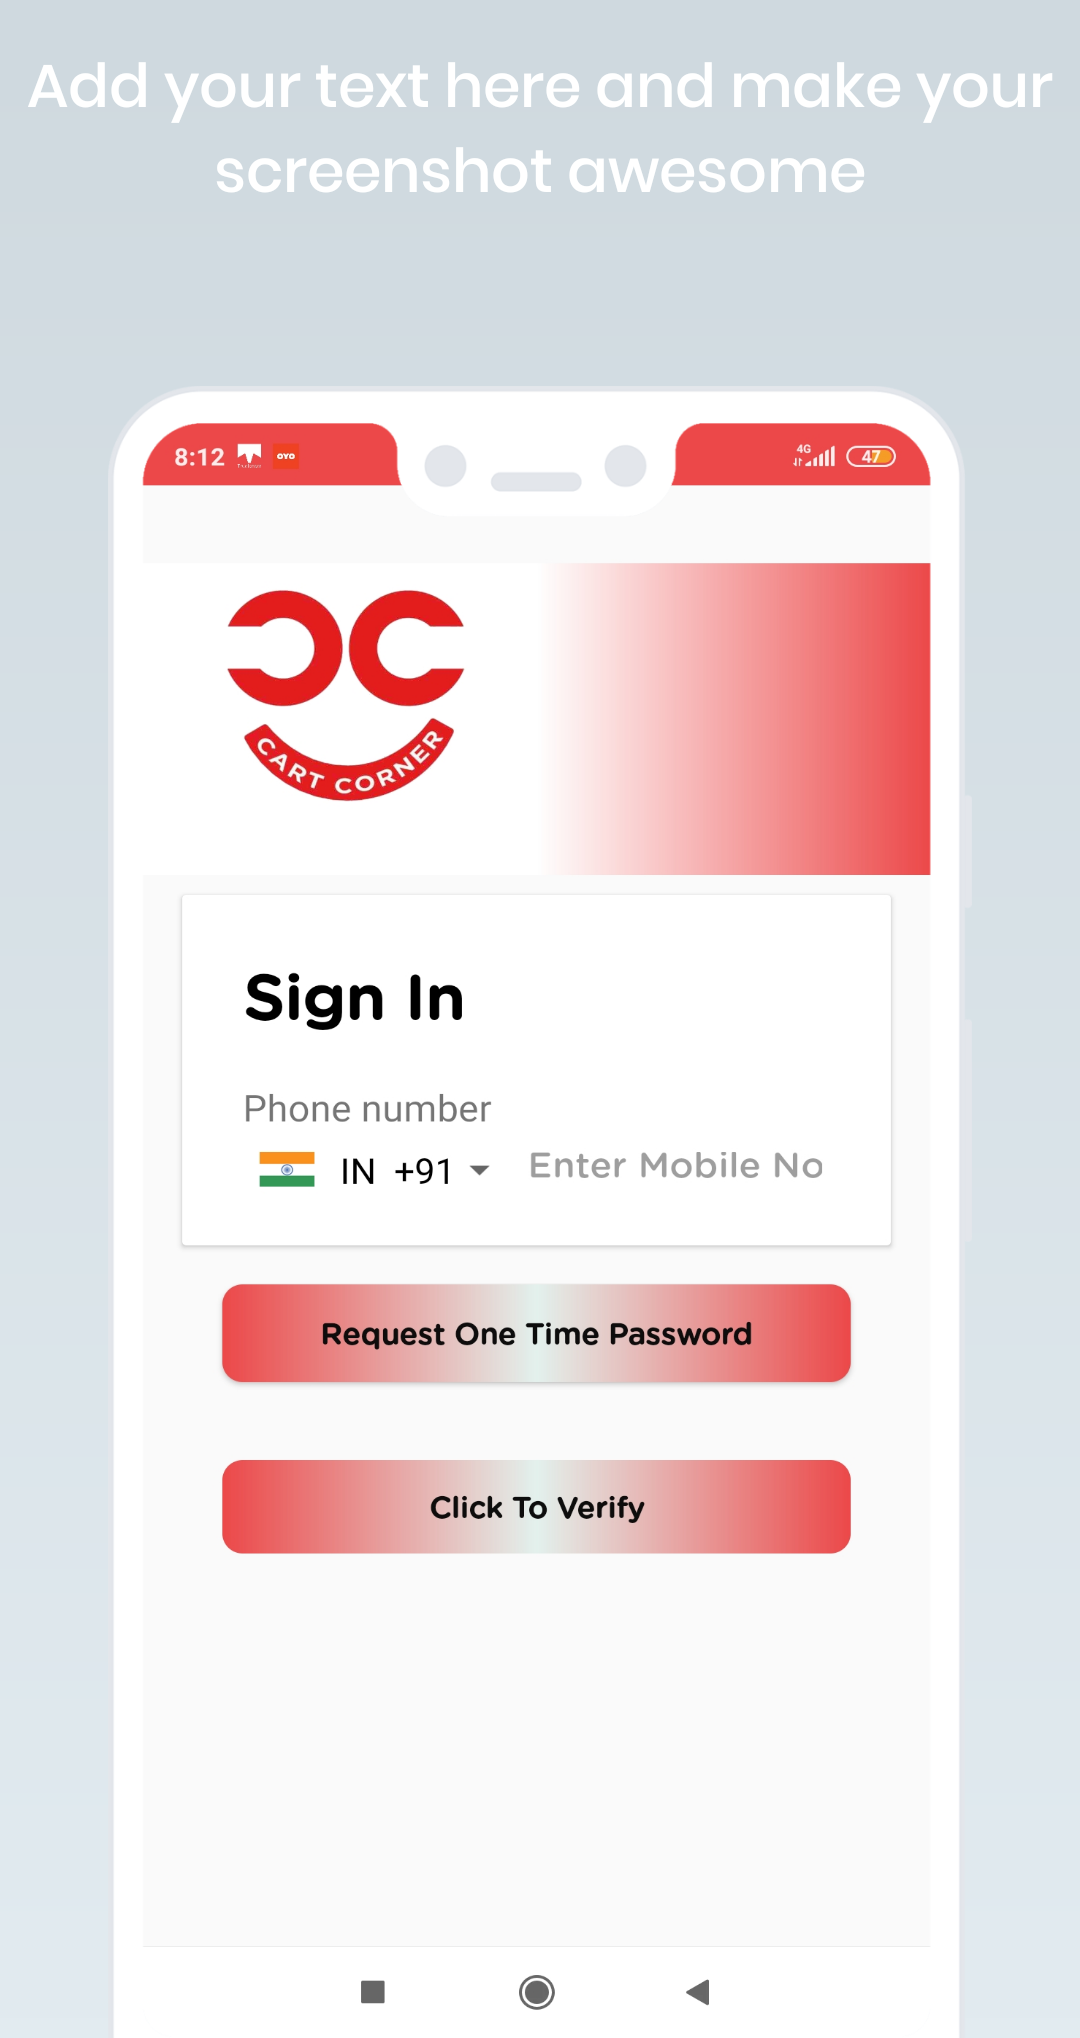 Add your text here and make your
screenshot awesome
8:12
OYO
4G
47
CART CORNER
Sign In
Phone number
IN +91
Enter Mobile No
Request One Time Password
Click To Verify